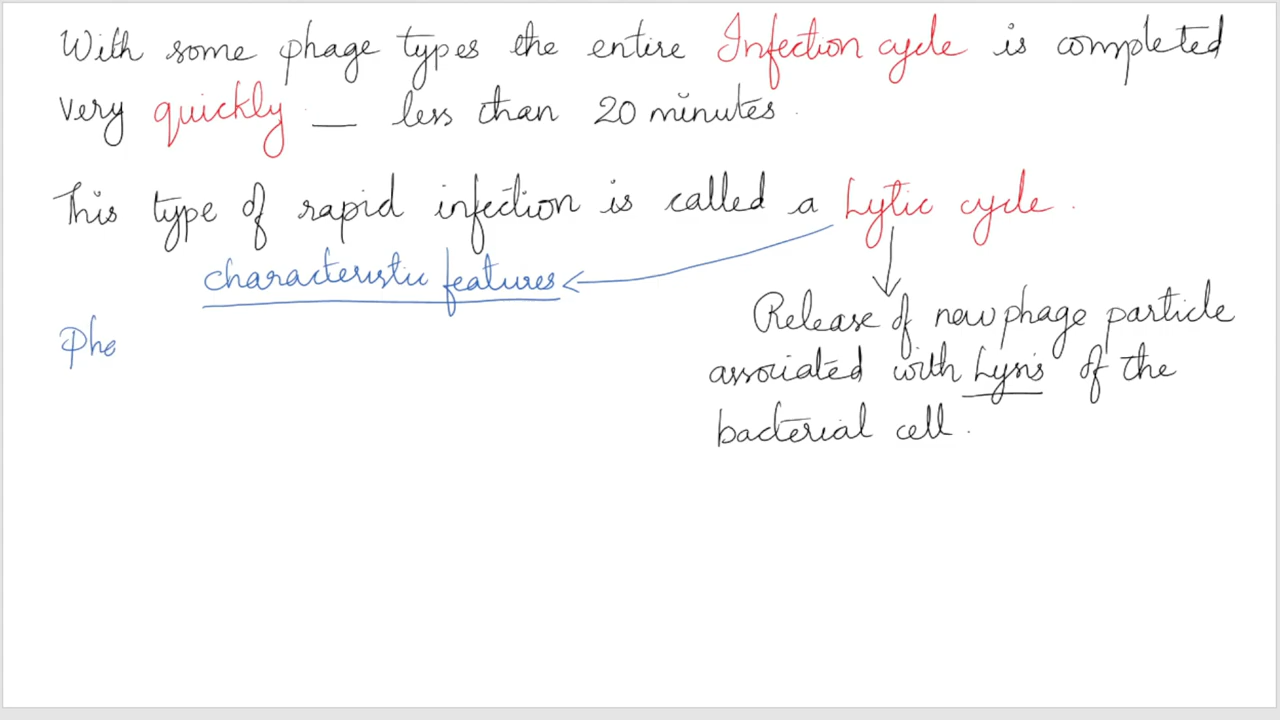 With some phage types the entire Infection cycle is completed
very quickly — less than 20 minutes.
This type of rapid infection is called a Lytic cycle.
characteristic features
Release of new phage particle
associated with Lysis of the
bacterial cell.
Pha